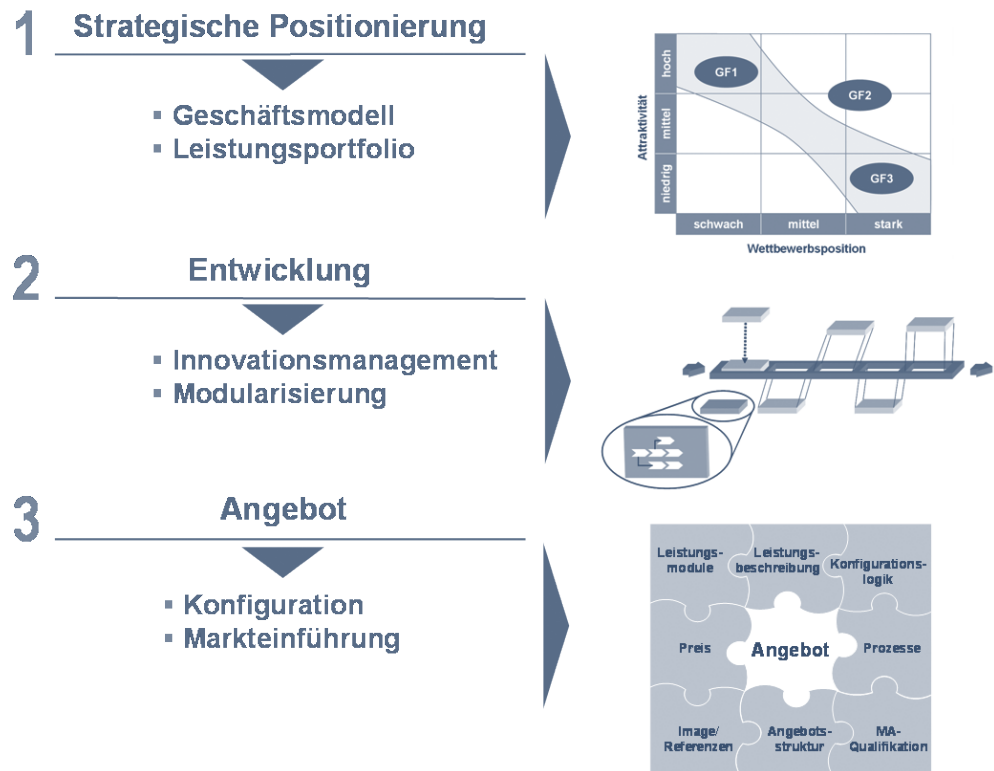 1
Strategische Positionierung
▪ Geschäftsmodell
▪ Leistungsportfolio
Attraktivität
hoch
mittel
niedrig
GF1
GF2
GF3
schwach
mittel
stark
Wettbewerbsposition
2
Entwicklung
▪ Innovationsmanagement
▪ Modularisierung
3
Angebot
▪ Konfiguration
▪ Markteinführung
Leistungs-
module
Leistungs-
beschreibung
Konfigurations-
logik
Preis
Angebot
Prozesse
Image/
Referenzen
Angebots-
struktur
MA-
Qualifikation